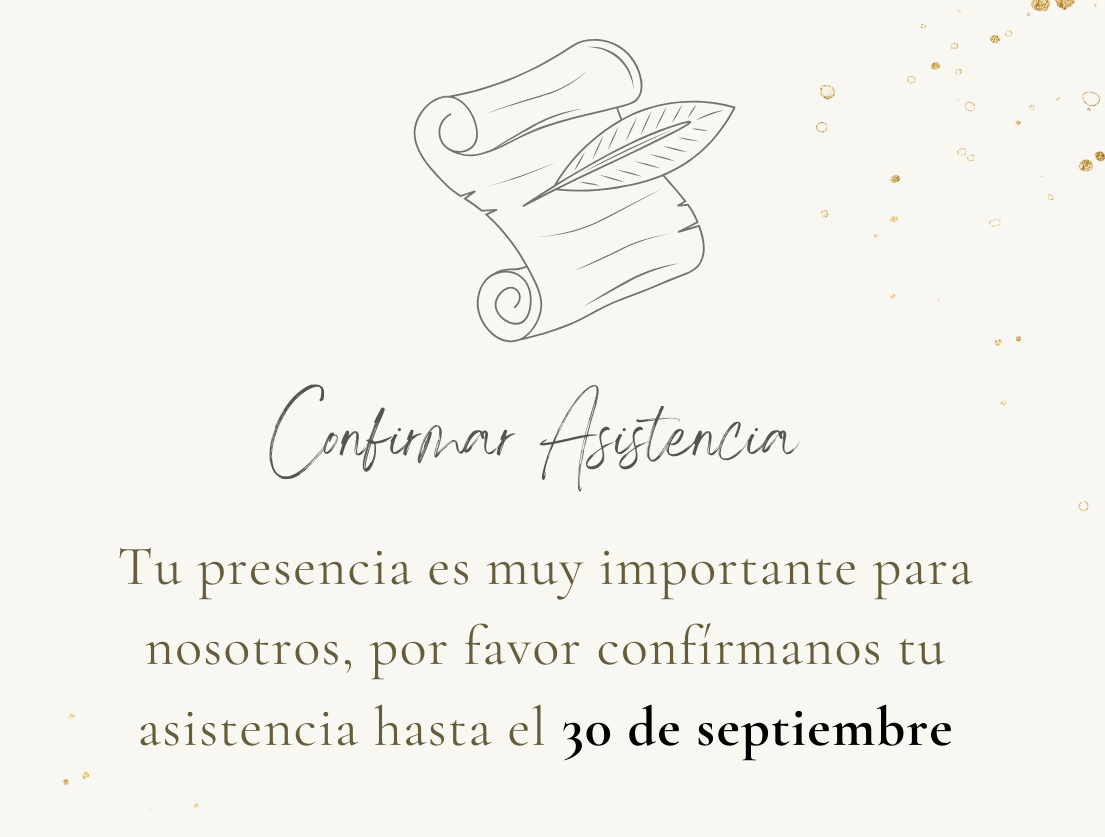 Confirmar Asistencia
Tu presencia es muy importante para
nosotros, por favor confírmanos tu
asistencia hasta el 30 de septiembre